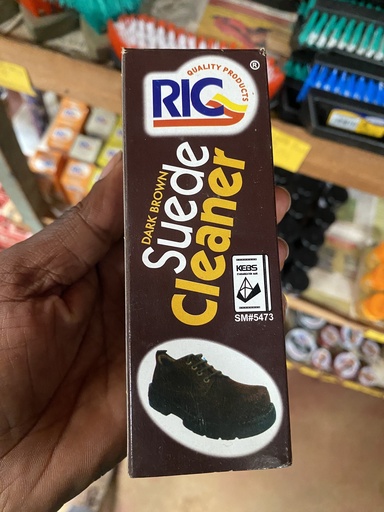 RIC
QUALITY PRODUCTS
®
DARK BROWN
Suede
Cleaner
KEBS
SM#5473